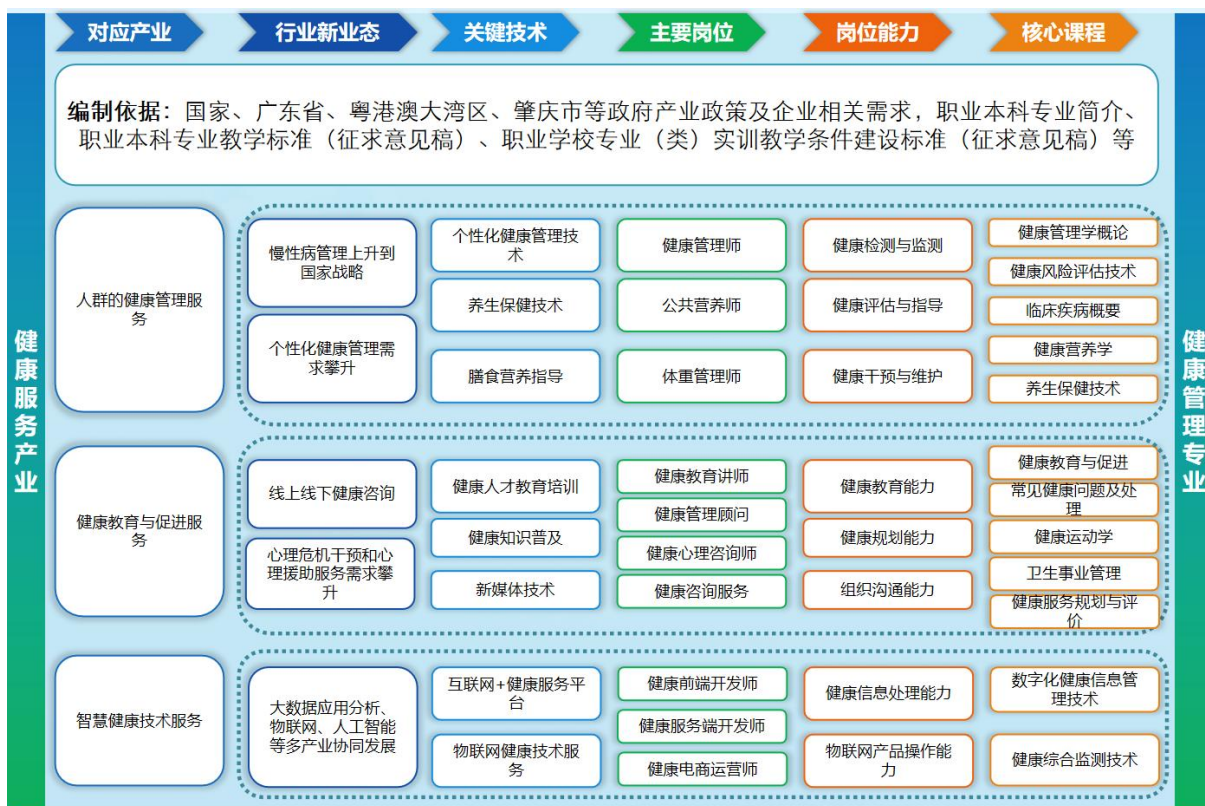 对应产业
行业新业态
关键技术
主要岗位
岗位能力
核心课程
编制依据：国家、广东省、粤港澳大湾区、肇庆市等政府产业政策及企业相关需求，职业本科专业简介、
职业本科专业教学标准（征求意见稿）、职业学校专业（类）实训教学条件建设标准（征求意见稿）等
健康服务产业
人群的健康管理服
务
慢性病管理上升到
国家战略
个性化健康管理需
求攀升
个性化健康管理技
术
养生保健技术
膳食营养指导
健康管理师
公共营养师
体重管理师
健康检测与监测
健康评估与指导
健康干预与维护
健康管理学概论
健康风险评估技术
临床疾病概要
健康营养学
养生保健技术
健康教育与促进服
务
线上线下健康咨询
心理危机干预和心
理援助服务需求攀
升
健康人才教育培训
健康知识普及
新媒体技术
健康教育讲师
健康管理顾问
健康心理咨询师
健康咨询服务
健康教育能力
健康规划能力
组织沟通能力
健康教育与促进
常见健康问题及处
理
健康运动学
卫生事业管理
健康服务规划与评
价
智慧健康技术服务
大数据应用分析、
物联网、人工智能
等多产业协同发展
互联网+健康服务平
台
物联网健康技术服
务
健康前端开发师
健康服务端开发师
健康电商运营师
健康信息处理能力
物联网产品操作能
力
数字化健康信息管
理技术
健康综合监测技术
健康管理专业